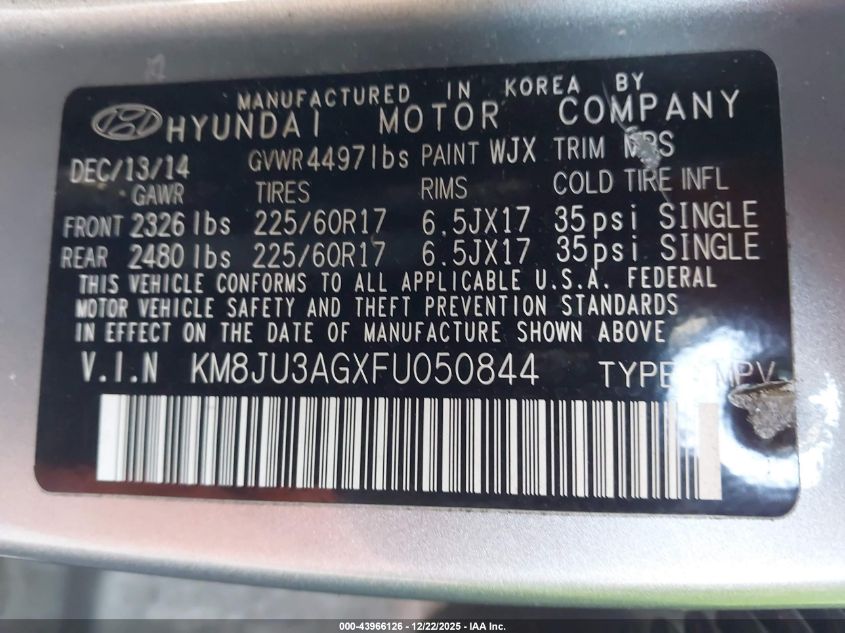 MANUFACTURED IN KOREA BY
HYUNDAI MOTOR COMPANY
DEC/13/14 GVWR 4497lbs PAINT WJX TRIM
GAWR TIRES RIMS COLD TIRE INFL
FRONT 2326lbs 225/60R17 6.5JX17 35psi SINGLE
REAR 2480lbs 225/60R17 6.5JX17 35psi SINGLE
THIS VEHICLE CONFORMS TO ALL APPLICABLE U.S.A. FEDERAL
MOTOR VEHICLE SAFETY AND THEFT PREVENTION STANDARDS
IN EFFECT ON THE DATE OF MANUFACTURE SHOWN ABOVE
V.I.N KM8JU3AGXFU050844 TYPE MPV
000-43966126 - 12/22/2025 - IAA Inc.